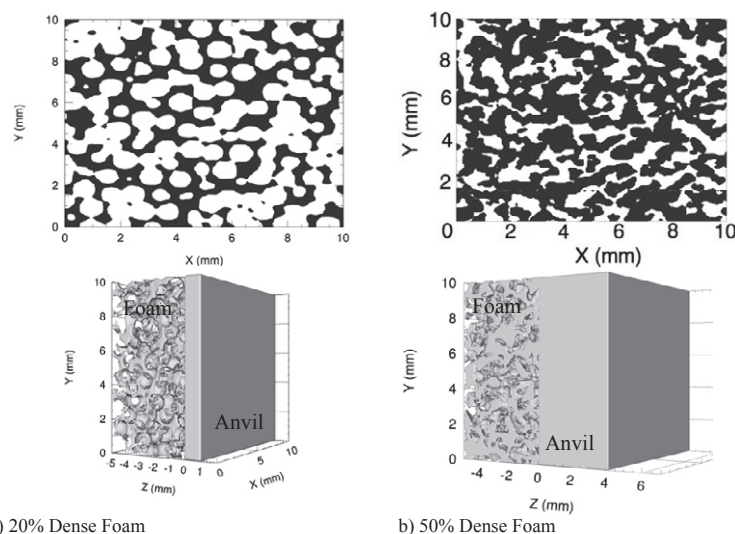 10
8
6
4
2
0
Y (mm)
0 2 4 6 8 10
X (mm)
10
8
6
4
2
Y (mm)
0 2 4 6 8 10
X (mm)
10
8
6
4
2
0
Y (mm)
Foam
Anvil
-5 -4 -3 -2 -1 0 1
Z (mm)
0 5 10
X (mm)
10
8
6
4
2
0
Y (mm)
Foam
Anvil
-4 -2 0 2 4 6
Z (mm)
) 20% Dense Foam
b) 50% Dense Foam